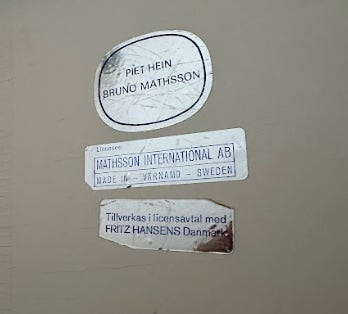 PIET HEIN
BRUNO MATHSSON
Licensee:
MATHSSON INTERNATIONAL AB
MADE IN - VÄRNAMO - SWEDEN
Tillverkas i licensavtal med
FRITZ HANSENS Danmark